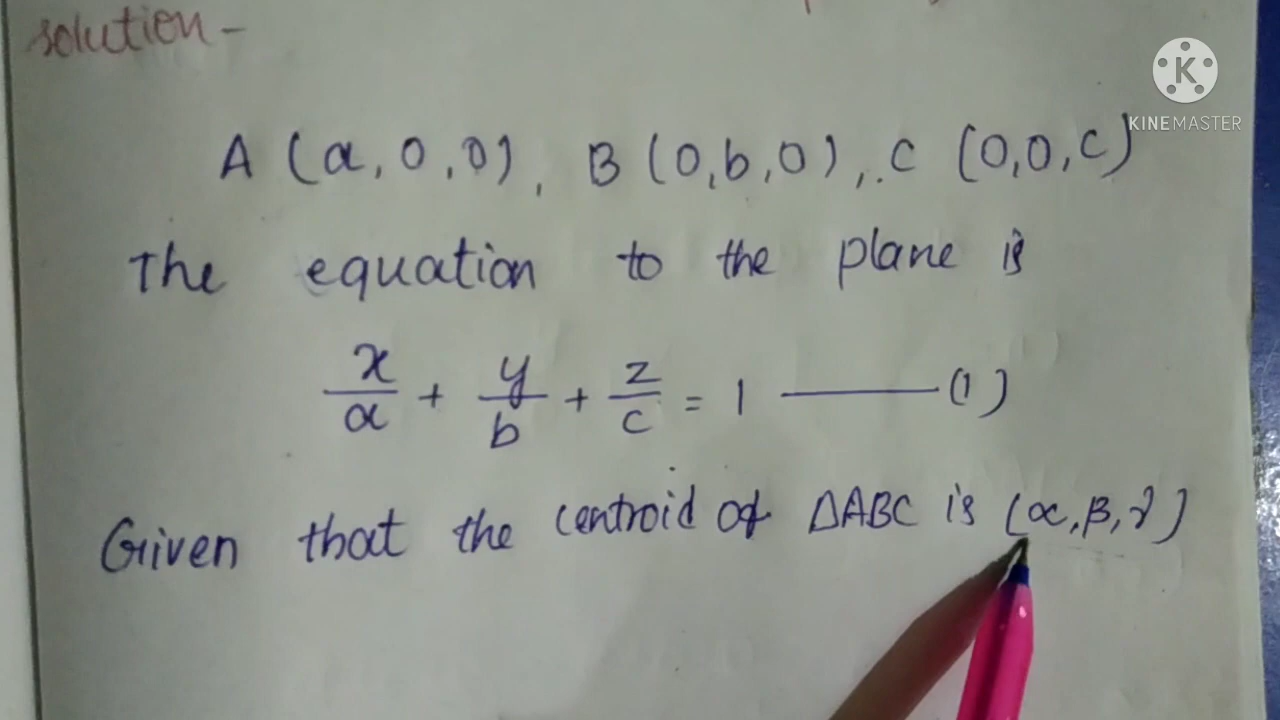 solution -
K
KINEMASTER
A (a, 0, 0), B (0, b, 0), C (0, 0, c)
The equation to the plane is
x/a + y/b + z/c = 1 ——— (1)
Given that the centroid of ΔABC is (α, β, γ)